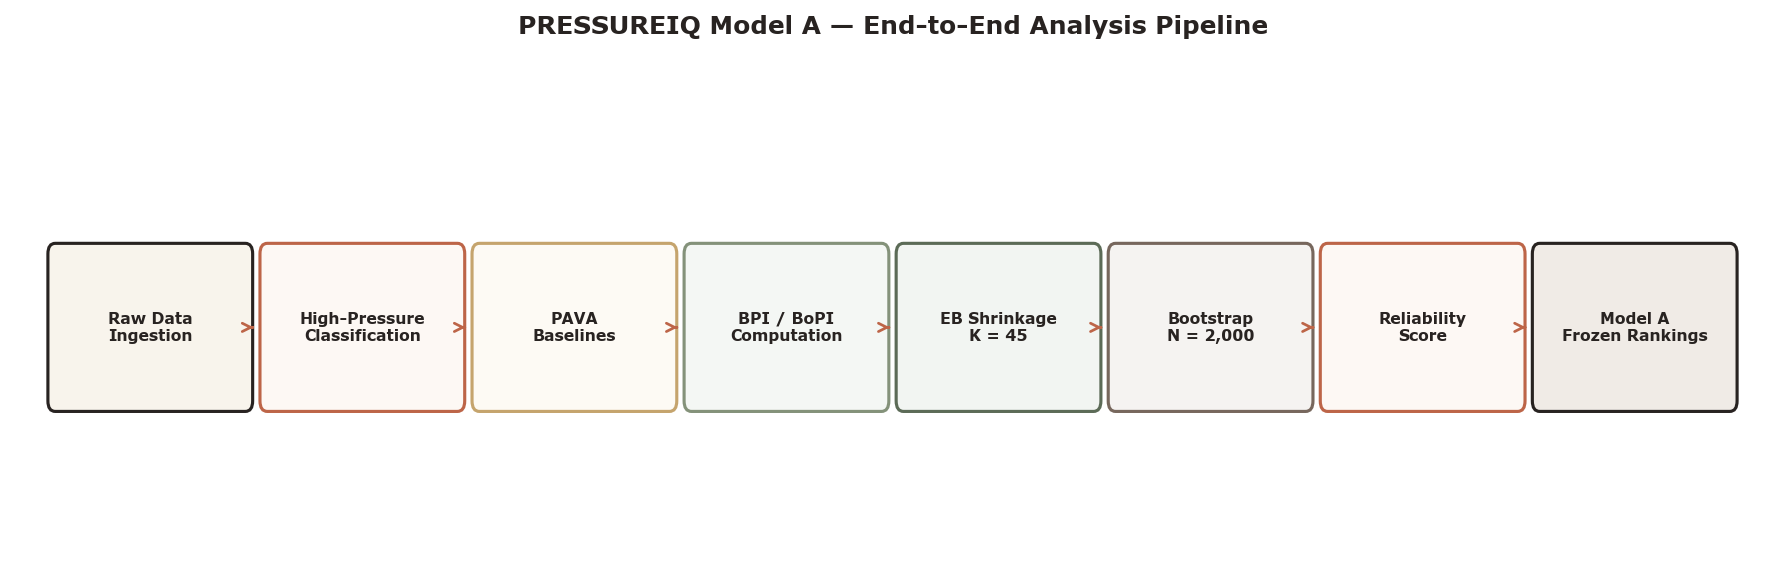 PRESSUREIQ Model A — End-to-End Analysis Pipeline
Raw Data
Ingestion
High-Pressure
Classification
PAVA
Baselines
BPI / BoPI
Computation
EB Shrinkage
K = 45
Bootstrap
N = 2,000
Reliability
Score
Model A
Frozen Rankings